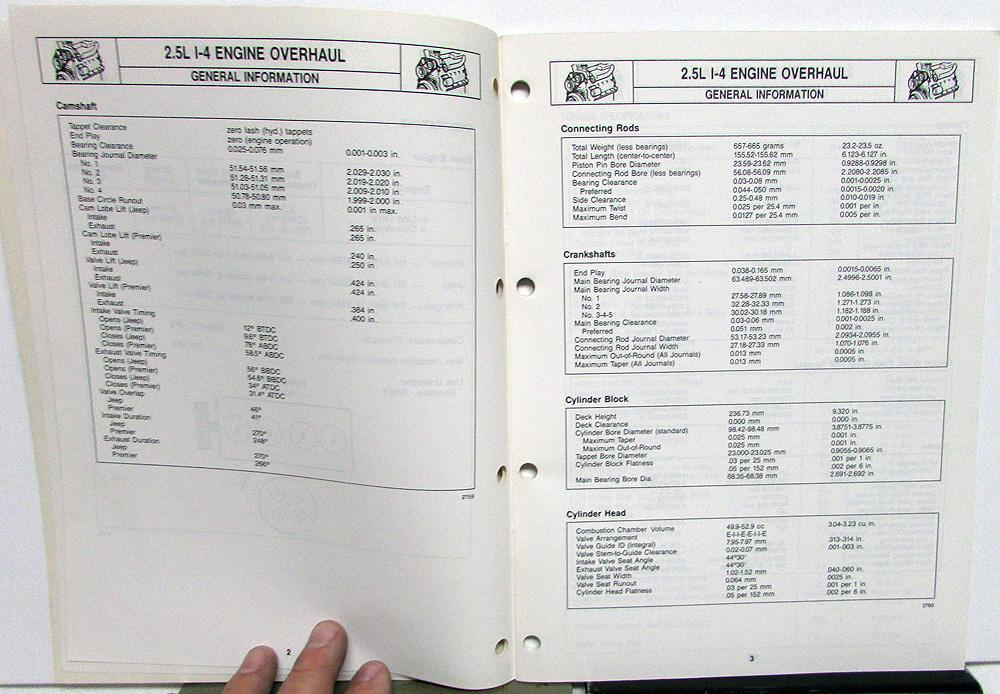 2.5L I-4 ENGINE OVERHAUL
GENERAL INFORMATION
Camshaft
Tappet Clearance zero lash (hyd.) tappets
End Play zero (engine operation)
Bearing Clearance 0.025-0.076 mm 0.001-0.003 in.
Bearing Journal Diameter
No. 1 51.54-51.56 mm 2.029-2.030 in.
No. 2 51.28-51.31 mm 2.019-2.020 in.
No. 3 51.03-51.05 mm 2.009-2.010 in.
No. 4 50.78-50.80 mm 1.999-2.000 in.
Base Circle Runout 0.03 mm max. 0.001 in max.
Cam Lobe Lift (Jeep)
Intake .265 in.
Exhaust .265 in.
Cam Lobe Lift (Premier)
Intake .240 in.
Exhaust .250 in.
Valve Lift (Jeep)
Intake .424 in.
Exhaust .424 in.
Valve Lift (Premier)
Intake .384 in.
Exhaust .400 in.
Intake Valve Timing
Opens (Jeep) 12° BTDC
Opens (Premier) 9.6° BTDC
Closes (Jeep) 78° ABDC
Closes (Premier) 58.5° ABDC
Exhaust Valve Timing
Opens (Jeep) 56° BBDC
Opens (Premier) 54.6° BBDC
Closes (Jeep) 34° ATDC
Closes (Premier) 31.4° ATDC
Valve Overlap
Jeep 46°
Premier 41°
Intake Duration
Jeep 270°
Premier 248°
Exhaust Duration
Jeep 270°
Premier 266°
2759
2
2.5L I-4 ENGINE OVERHAUL
GENERAL INFORMATION
Connecting Rods
Total Weight (less bearings) 657-665 grams 23.2-23.5 oz.
Total Length (center-to-center) 155.52-155.62 mm 6.123-6.127 in.
Piston Pin Bore Diameter 23.59-23.62 mm 0.9288-0.9298 in.
Connecting Rod Bore (less bearings) 56.08-56.09 mm 2.2080-2.2085 in.
Bearing Clearance 0.03-0.08 mm 0.001-0.0025 in.
Preferred 0.044-.050 mm 0.0015-0.0020 in.
Side Clearance 0.25-0.48 mm 0.010-0.019 in.
Maximum Twist 0.025 per 25.4 mm 0.001 per in.
Maximum Bend 0.0127 per 25.4 mm 0.005 per in.
Crankshafts
End Play 0.038-0.165 mm 0.0015-0.0065 in.
Main Bearing Journal Diameter 63.489-63.502 mm 2.4996-2.5001 in.
Main Bearing Journal Width
No. 1 27.58-27.89 mm 1.086-1.098 in.
No. 2 32.28-32.33 mm 1.271-1.273 in.
No. 3-4-5 30.02-30.18 mm 1.182-1.188 in.
Main Bearing Clearance 0.03-0.06 mm 0.001-0.0025 in.
Preferred 0.051 mm 0.002 in.
Connecting Rod Journal Diameter 53.17-53.23 mm 2.0934-2.0955 in.
Connecting Rod Journal Width 27.18-27.33 mm 1.070-1.076 in.
Maximum Out-of-Round (All Journals) 0.013 mm 0.0005 in.
Maximum Taper (All Journals) 0.013 mm 0.0005 in.
Cylinder Block
Deck Height 236.73 mm 9.320 in.
Deck Clearance 0.000 mm 0.000 in.
Cylinder Bore Diameter (standard) 98.42-98.48 mm 3.8751-3.8775 in.
Maximum Taper 0.025 mm 0.001 in.
Maximum Out-of-Round 0.025 mm 0.001 in.
Tappet Bore Diameter 23.000-23.025 mm 0.9055-0.9065 in.
Cylinder Block Flatness .03 per 25 mm .001 per 1 in.
.05 per 152 mm .002 per 6 in.
Main Bearing Bore Dia. 68.35-68.38 mm 2.691-2.692 in.
Cylinder Head
Combustion Chamber Volume 49.9-52.9 cc 3.04-3.23 cu in.
Valve Arrangement E-I-I-E-E-I-I-E
Valve Guide ID (Integral) 7.95-7.97 mm .313-.314 in.
Valve Stem-to-Guide Clearance 0.02-0.07 mm .001-.003 in.
Intake Valve Seat Angle 44°30'
Exhaust Valve Seat Angle 44°30'
Valve Seat Width 1.02-1.52 mm .040-.060 in.
Valve Seat Runout 0.064 mm .0025 in.
Cylinder Head Flatness .03 per 25 mm .001 per 1 in.
.05 per 152 mm .002 per 6 in.
2760
3